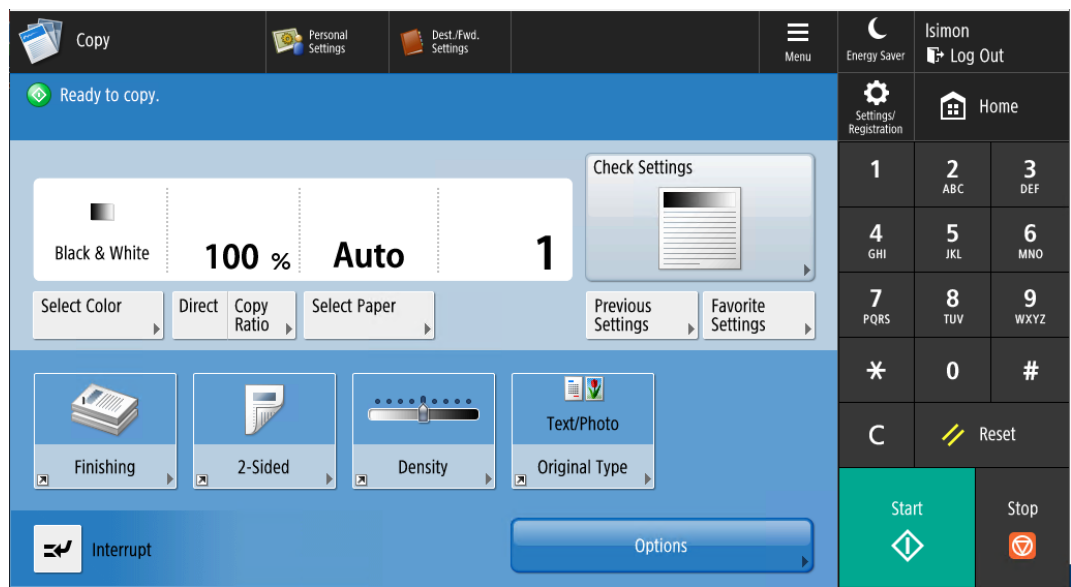 Copy
Personal
Settings
Dest./Fwd.
Settings
Menu
Energy Saver
Isimon
Log Out
Ready to copy.
Settings/
Registration
Home
Check Settings
Black & White
100 %
Auto
1
Select Color
Direct
Copy
Ratio
Select Paper
Previous
Settings
Favorite
Settings
Finishing
2-Sided
Density
Text/Photo
Original Type
Interrupt
Options
1
2
ABC
3
DEF
4
GHI
5
JKL
6
MNO
7
PQRS
8
TUV
9
WXYZ
*
0
#
C
Reset
Start
Stop